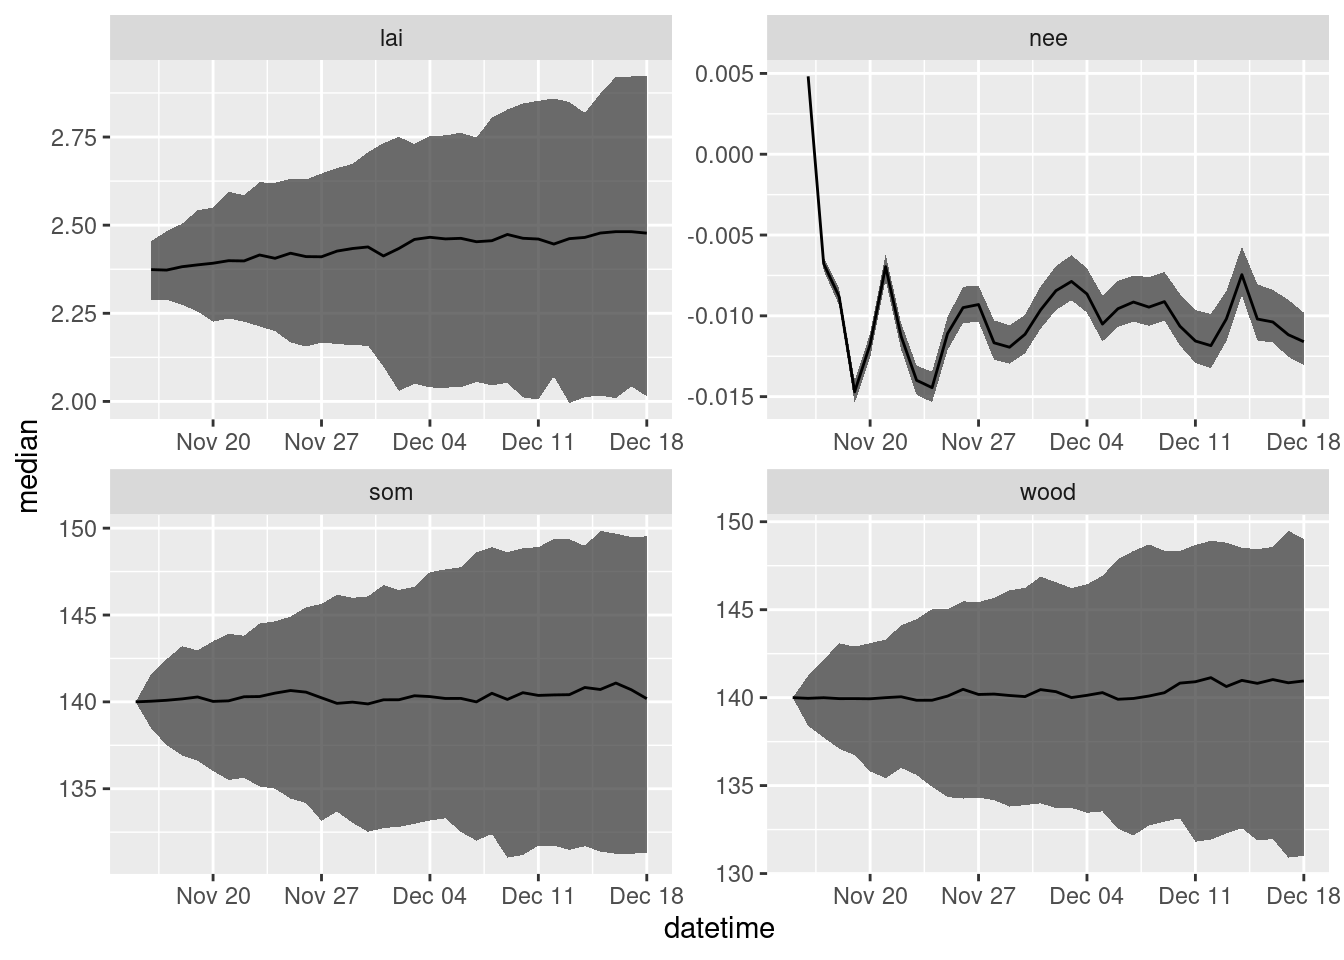 lai
nee
2.75
2.50
2.25
2.00
0.005
0.000
-0.005
-0.010
-0.015
Nov 20 Nov 27 Dec 04 Dec 11 Dec 18
Nov 20 Nov 27 Dec 04 Dec 11 Dec 18
median
som
wood
150
145
140
135
150
145
140
135
130
Nov 20 Nov 27 Dec 04 Dec 11 Dec 18
Nov 20 Nov 27 Dec 04 Dec 11 Dec 18
datetime